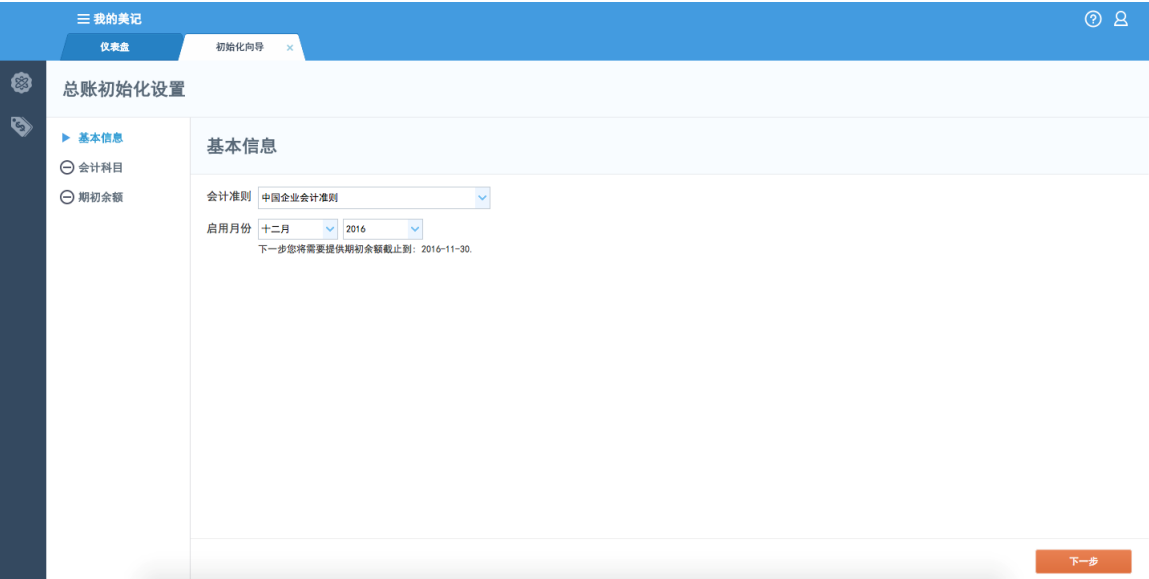 我的美记
仪表盘
初始化向导
总账初始化设置
基本信息
会计科目
期初余额
基本信息
会计准则 中国企业会计准则
启用月份 十二月 2016
下一步您将需要提供期初余额截止到：2016-11-30.
下一步